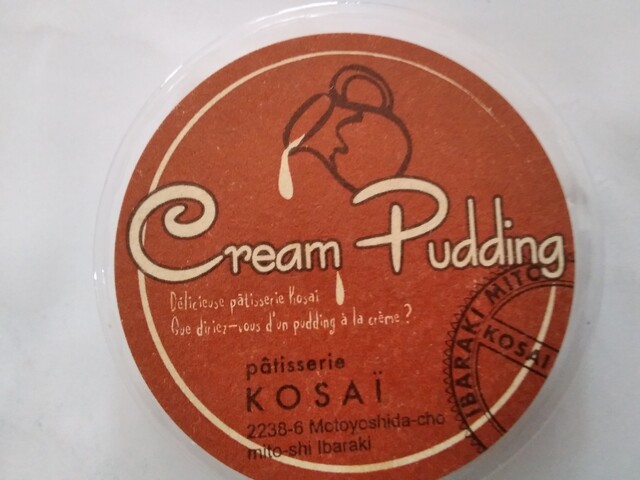 Cream Pudding
Délicieuse pâtisserie Kosai
Que diriez-vous d'un pudding à la crème?
pâtisserie
KOSAÏ
2238-6 Motoyoshida-cho
mito-shi Ibaraki
IBARAKI MITO
KOSAI